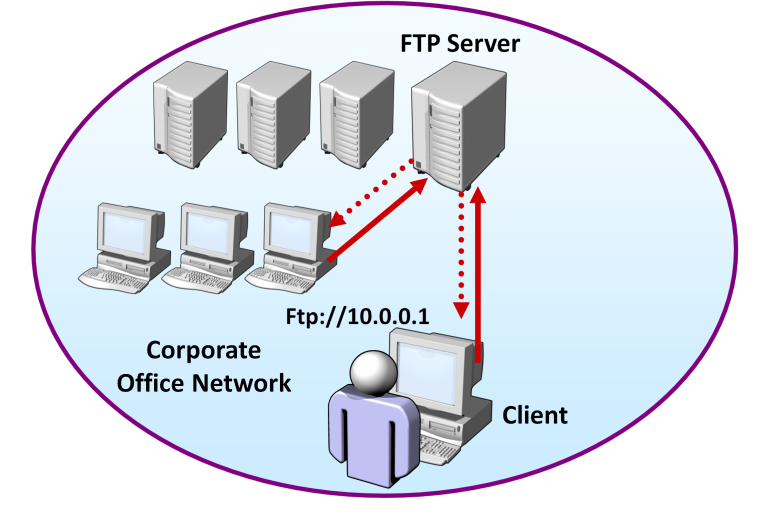 FTP Server
Ftp://10.0.0.1
Corporate
Office Network
Client